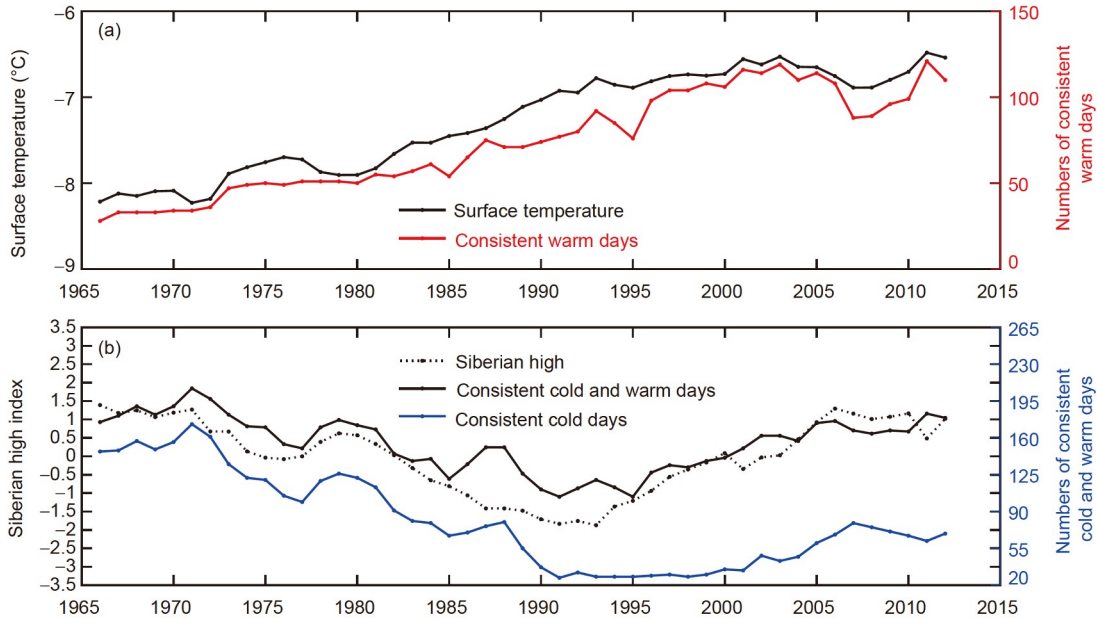 (a)
Surface temperature (°C)
–6
–7
–8
–9
150
100
50
0
Numbers of consistent
warm days
Surface temperature
Consistent warm days
1965 1970 1975 1980 1985 1990 1995 2000 2005 2010 2015
(b)
Siberian high index
3.5
3
2.5
2
1.5
1
0.5
0
–0.5
–1
–1.5
–2
–2.5
–3
–3.5
265
230
195
160
125
90
55
20
Numbers of consistent
cold and warm days
Siberian high
Consistent cold and warm days
Consistent cold days
1965 1970 1975 1980 1985 1990 1995 2000 2005 2010 2015